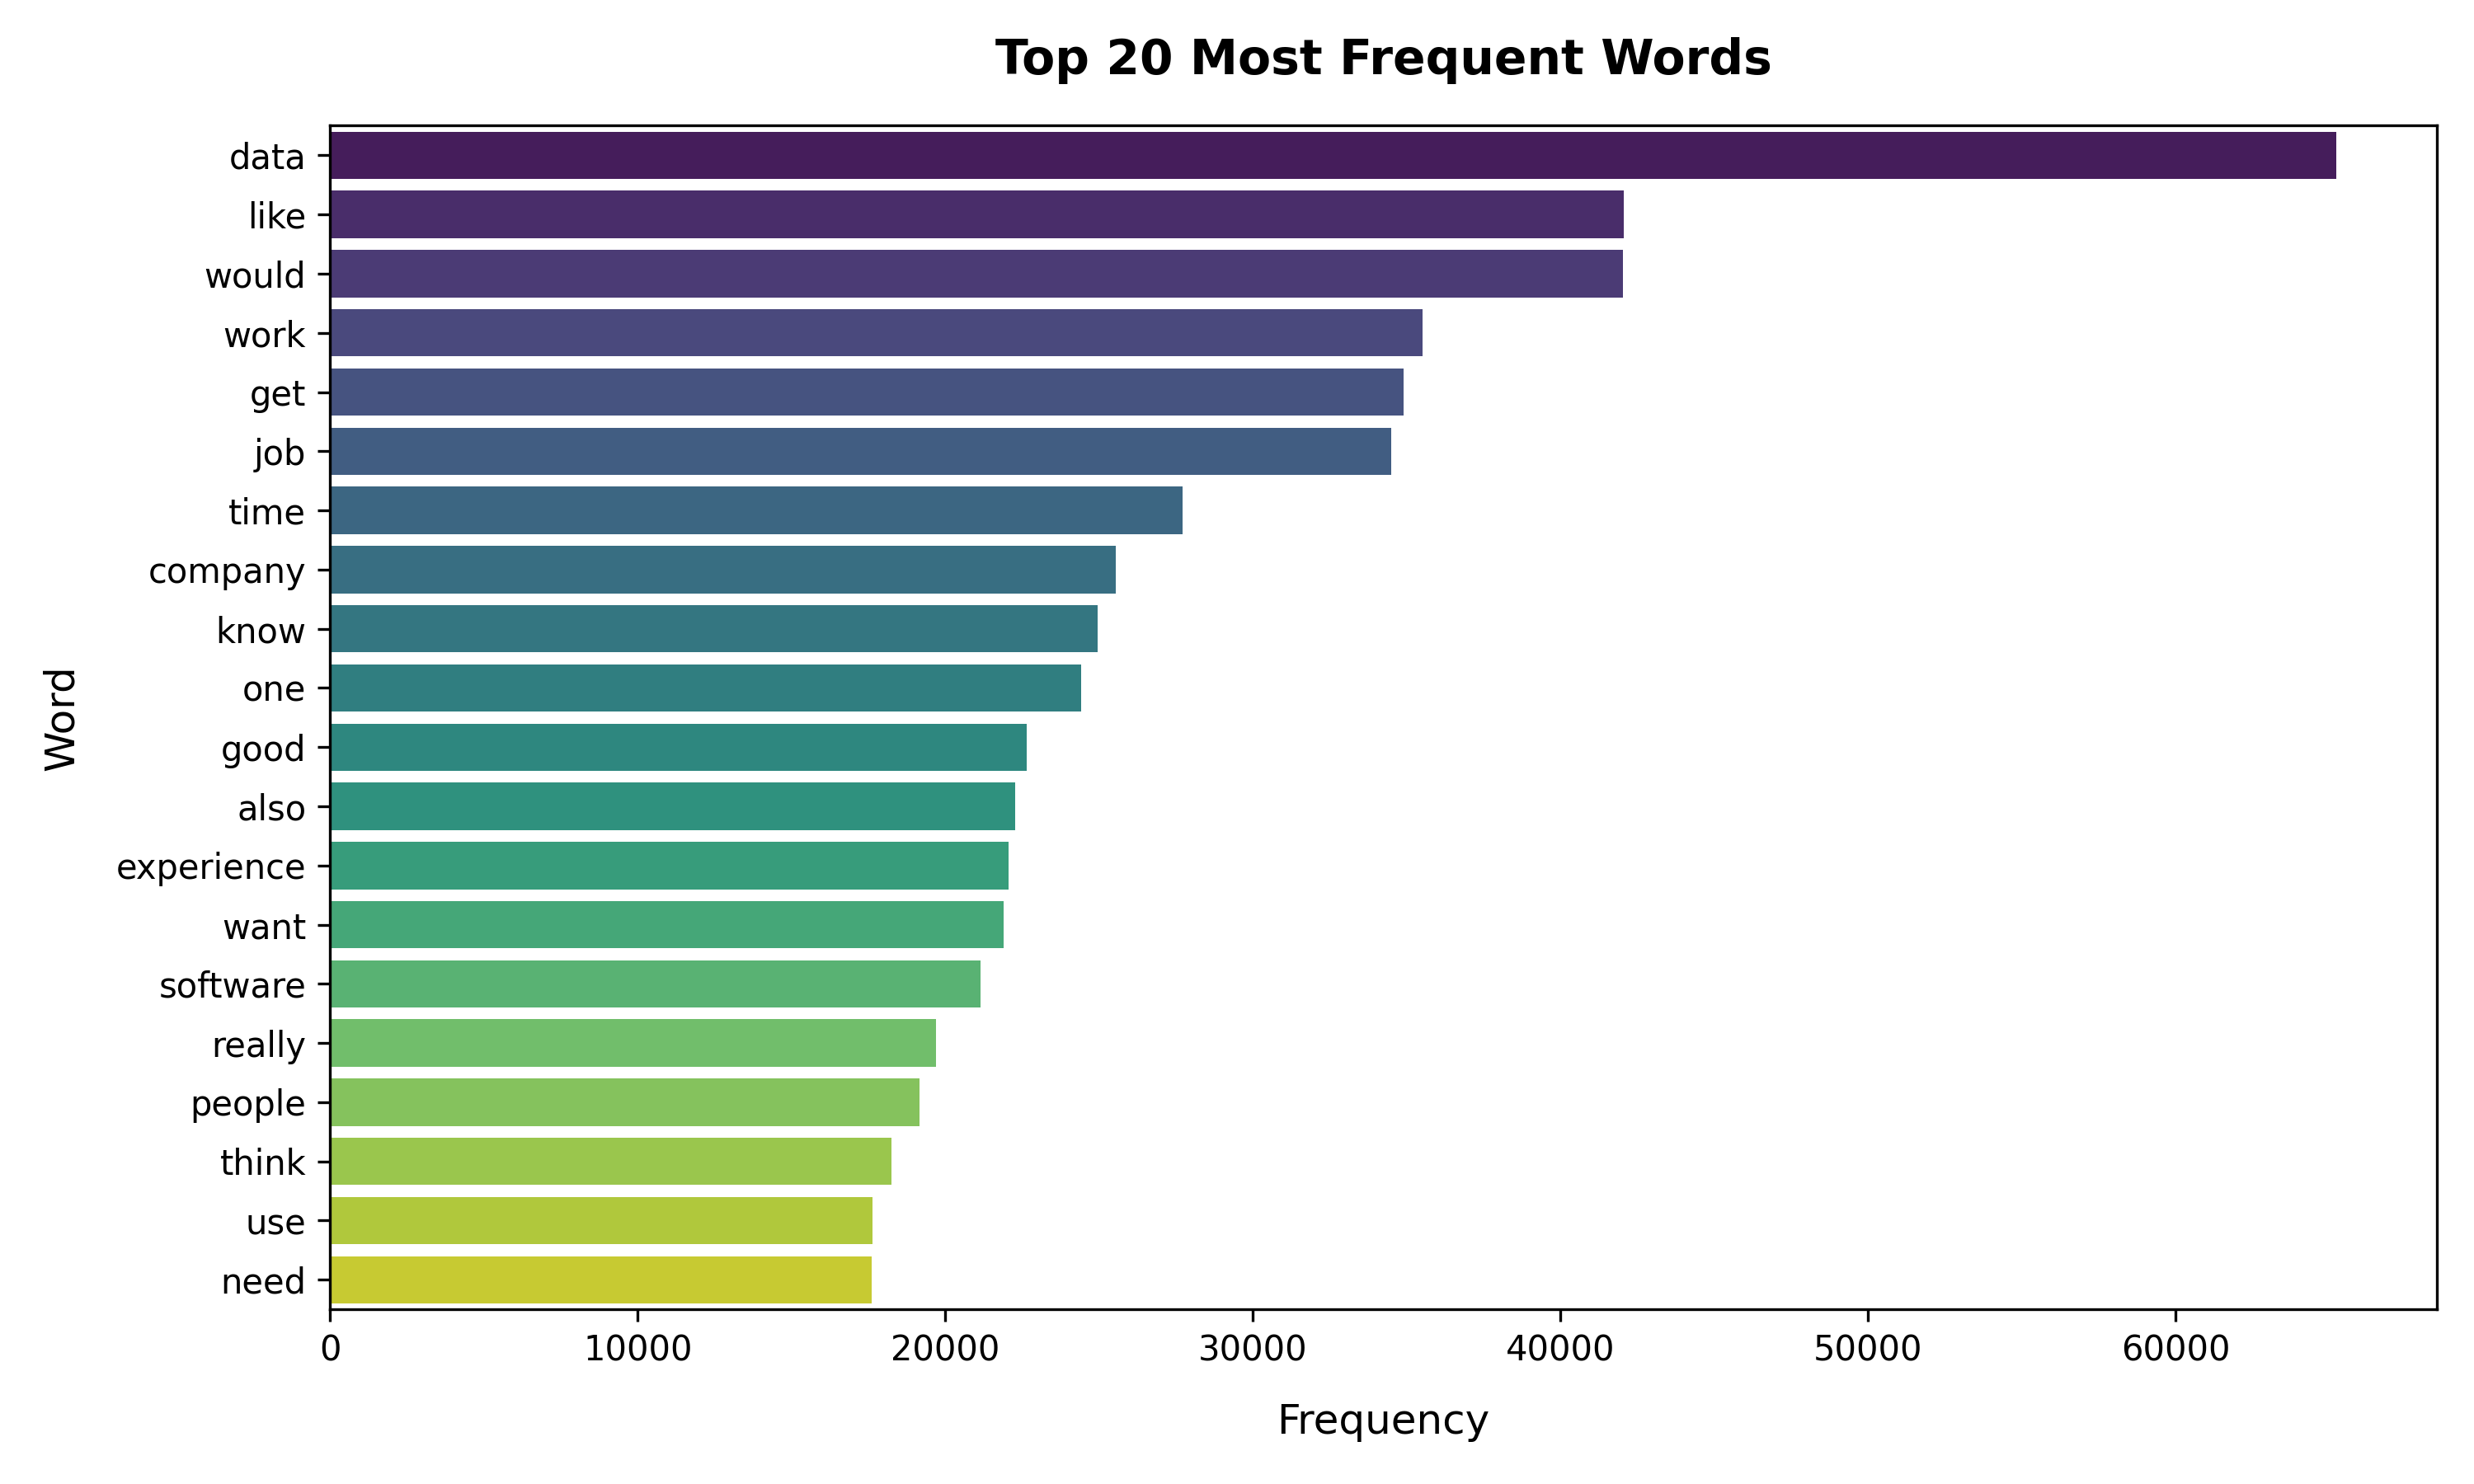 Top 20 Most Frequent Words
data
like
would
work
get
job
time
company
know
one
good
also
experience
want
software
really
people
think
use
need
Word
0 10000 20000 30000 40000 50000 60000
Frequency